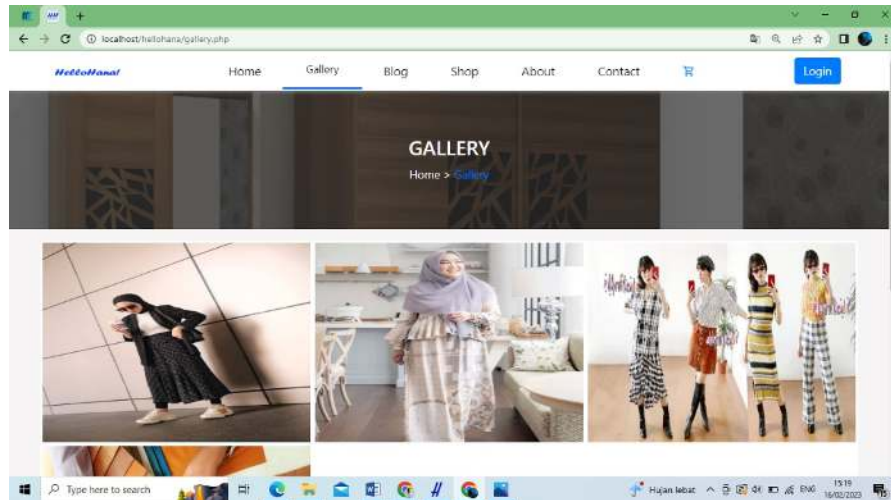 localhost/hellohana/gallery.php
HelloHana!
Home
Gallery
Blog
Shop
About
Contact
Login
GALLERY
Home > Gallery
Type here to search
Hujan lebat
ENG
15:19
16/02/2023